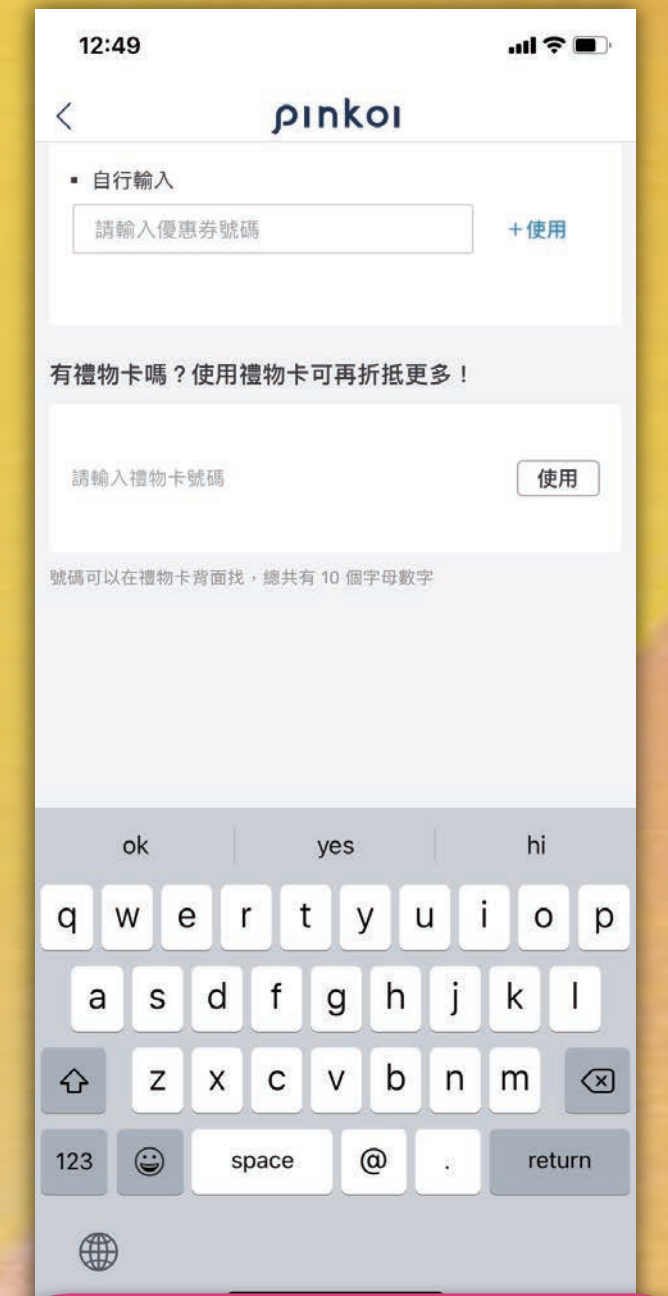 12:49
pinkoi
▪ 自行輸入
請輸入優惠券號碼
+使用
有禮物卡嗎？使用禮物卡可再折抵更多！
請輸入禮物卡號碼
使用
號碼可以在禮物卡背面找，總共有 10 個字母數字
ok yes hi
q w e r t y u i o p
a s d f g h j k l
z x c v b n m
123 space @ . return